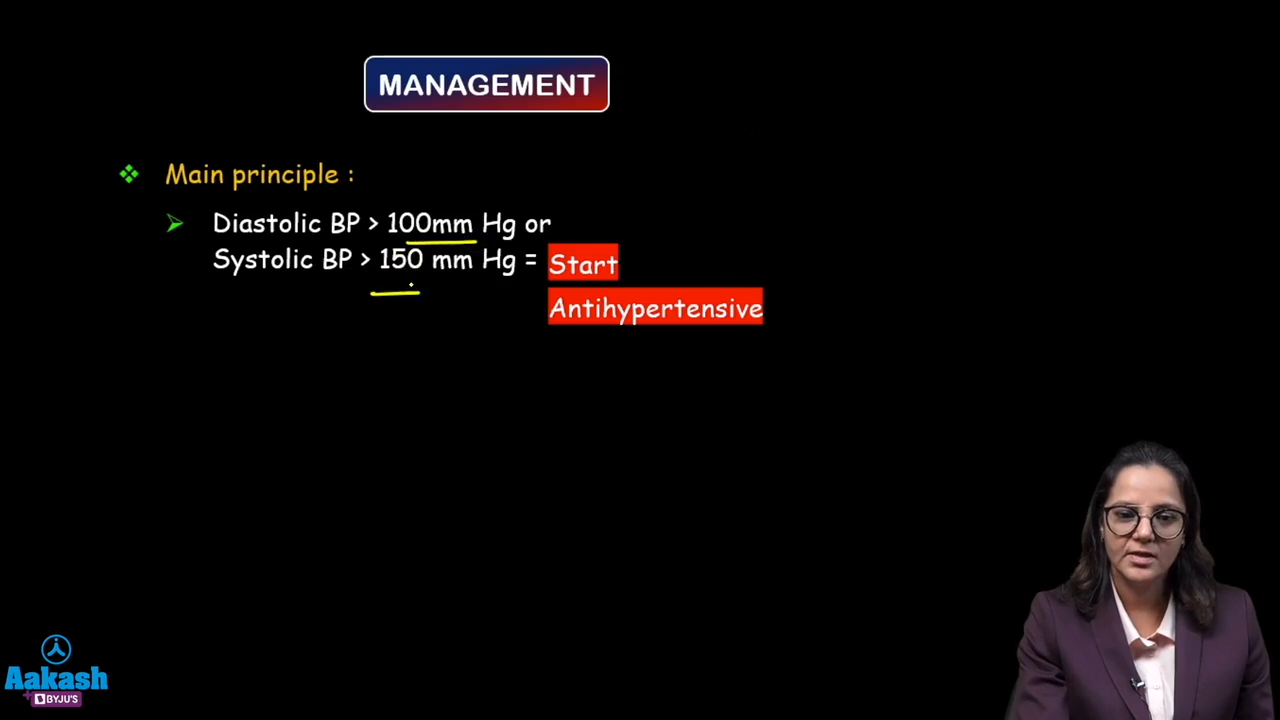 MANAGEMENT
Main principle :
Diastolic BP > 100mm Hg or
Systolic BP > 150 mm Hg = Start
Antihypertensive
Aakash
+ BYJU'S